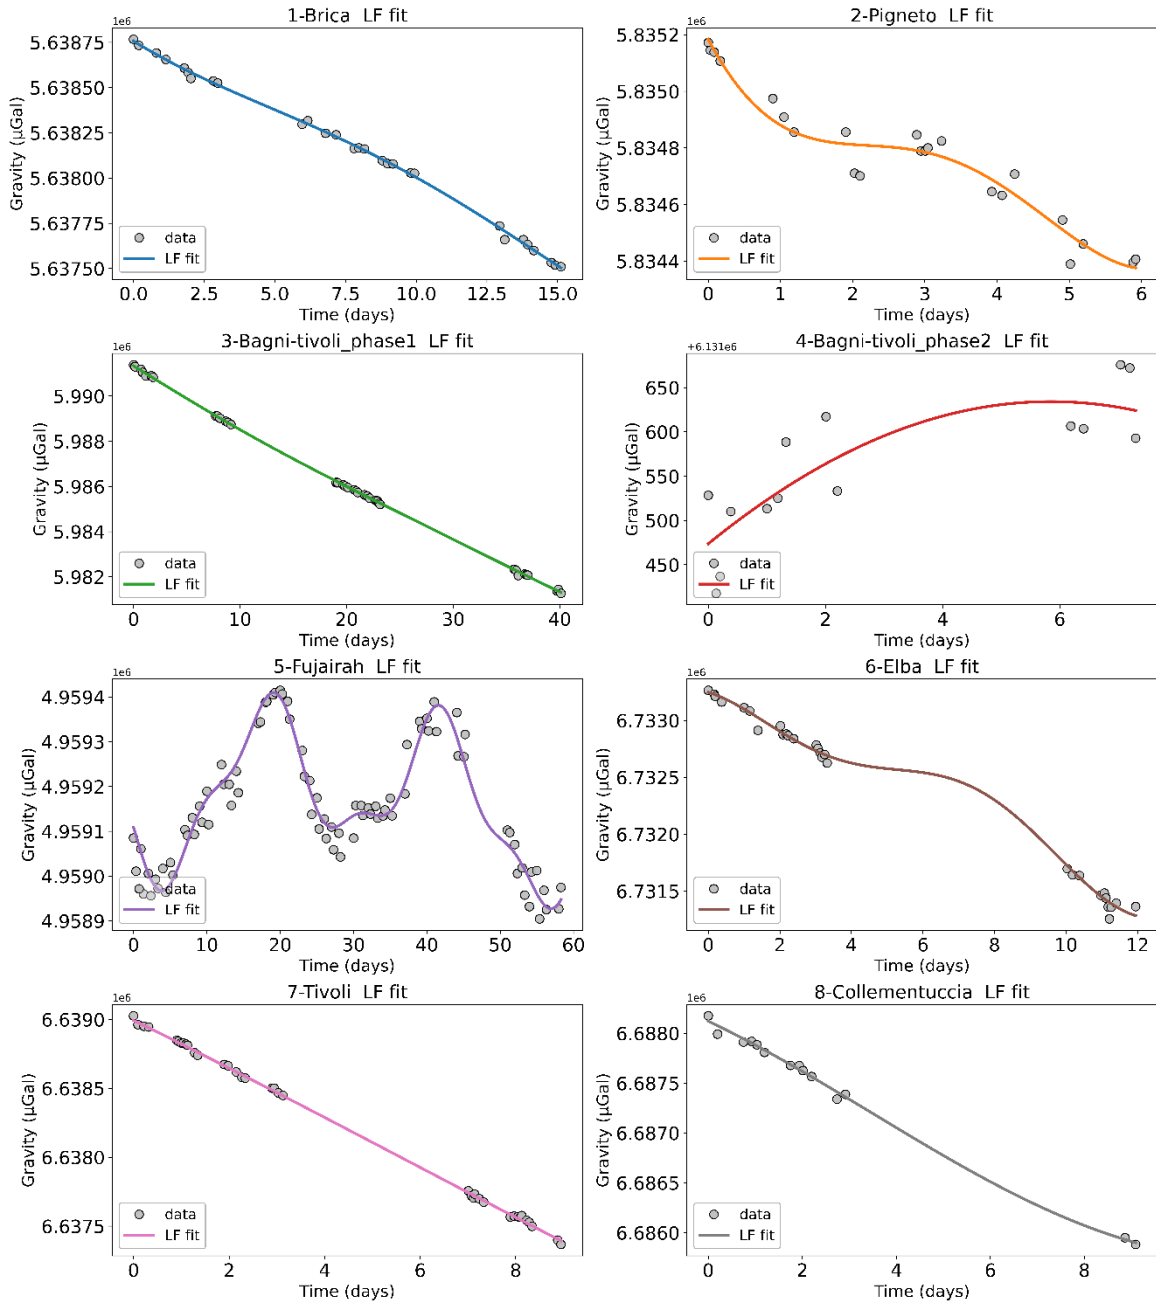 1-Brica  LF fit
1e6
5.63875
5.63850
5.63825
5.63800
5.63775
5.63750
Gravity (μGal)
data
LF fit
0.0 2.5 5.0 7.5 10.0 12.5 15.0
Time (days)
2-Pigneto  LF fit
1e6
5.8352
5.8350
5.8348
5.8346
5.8344
Gravity (μGal)
data
LF fit
0 1 2 3 4 5 6
Time (days)
3-Bagni-tivoli_phase1  LF fit
1e6
5.990
5.988
5.986
5.984
5.982
Gravity (μGal)
data
LF fit
0 10 20 30 40
Time (days)
4-Bagni-tivoli_phase2  LF fit
+6.131e6
650
600
550
500
450
Gravity (μGal)
data
LF fit
0 2 4 6
Time (days)
5-Fujairah  LF fit
1e6
4.9594
4.9593
4.9592
4.9591
4.9590
4.9589
Gravity (μGal)
data
LF fit
0 10 20 30 40 50 60
Time (days)
6-Elba  LF fit
1e6
6.7330
6.7325
6.7320
6.7315
Gravity (μGal)
data
LF fit
0 2 4 6 8 10 12
Time (days)
7-Tivoli  LF fit
1e6
6.6390
6.6385
6.6380
6.6375
Gravity (μGal)
data
LF fit
0 2 4 6 8
Time (days)
8-Collementuccia  LF fit
1e6
6.6880
6.6875
6.6870
6.6865
6.6860
Gravity (μGal)
data
LF fit
0 2 4 6 8
Time (days)